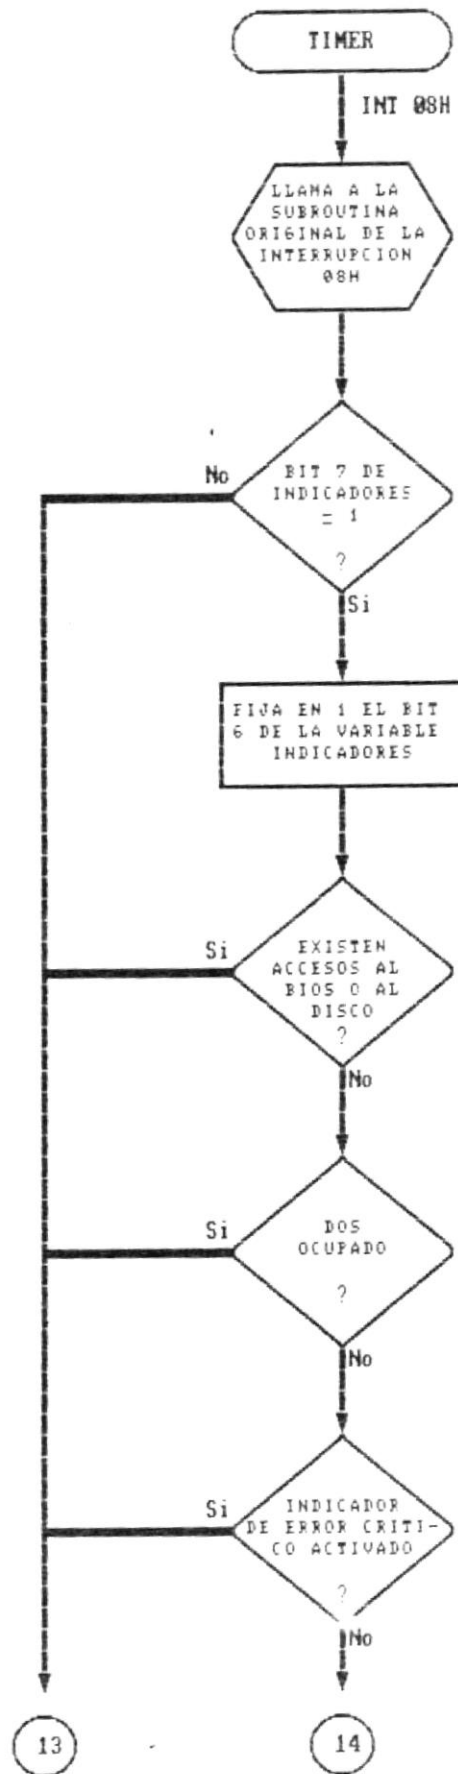 TIMER
INT 08H
LLAMA A LA
SUBROUTINA
ORIGINAL DE LA
INTERRUPCION
08H
No
BIT 7 DE
INDICADORES
= 1
?
Si
FIJA EN 1 EL BIT
6 DE LA VARIABLE
INDICADORES
Si
EXISTEN
ACCESOS AL
BIOS O AL
DISCO
?
No
Si
DOS
OCUPADO
?
No
Si
INDICADOR
DE ERROR CRITI-
CO ACTIVADO
?
No
13
14